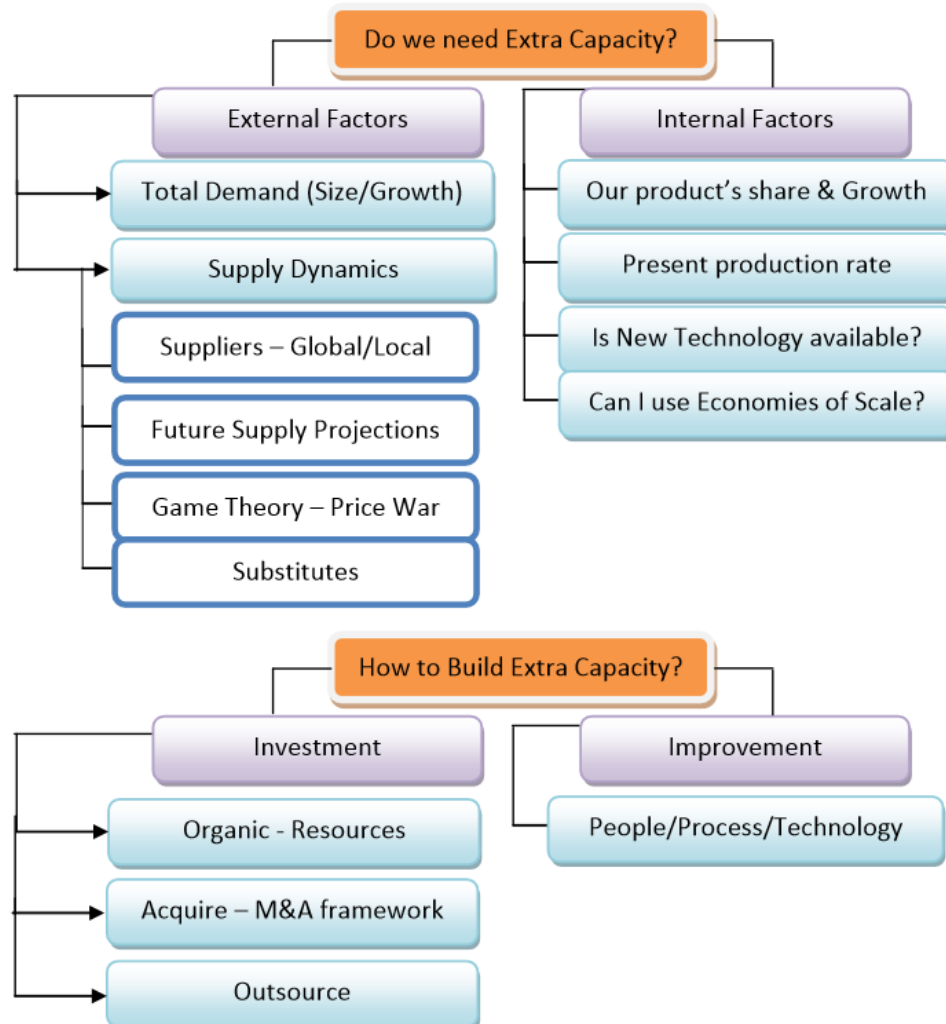 Do we need Extra Capacity?
External Factors
Total Demand (Size/Growth)
Supply Dynamics
Suppliers – Global/Local
Future Supply Projections
Game Theory – Price War
Substitutes
Internal Factors
Our product’s share & Growth
Present production rate
Is New Technology available?
Can I use Economies of Scale?
How to Build Extra Capacity?
Investment
Organic - Resources
Acquire – M&A framework
Outsource
Improvement
People/Process/Technology